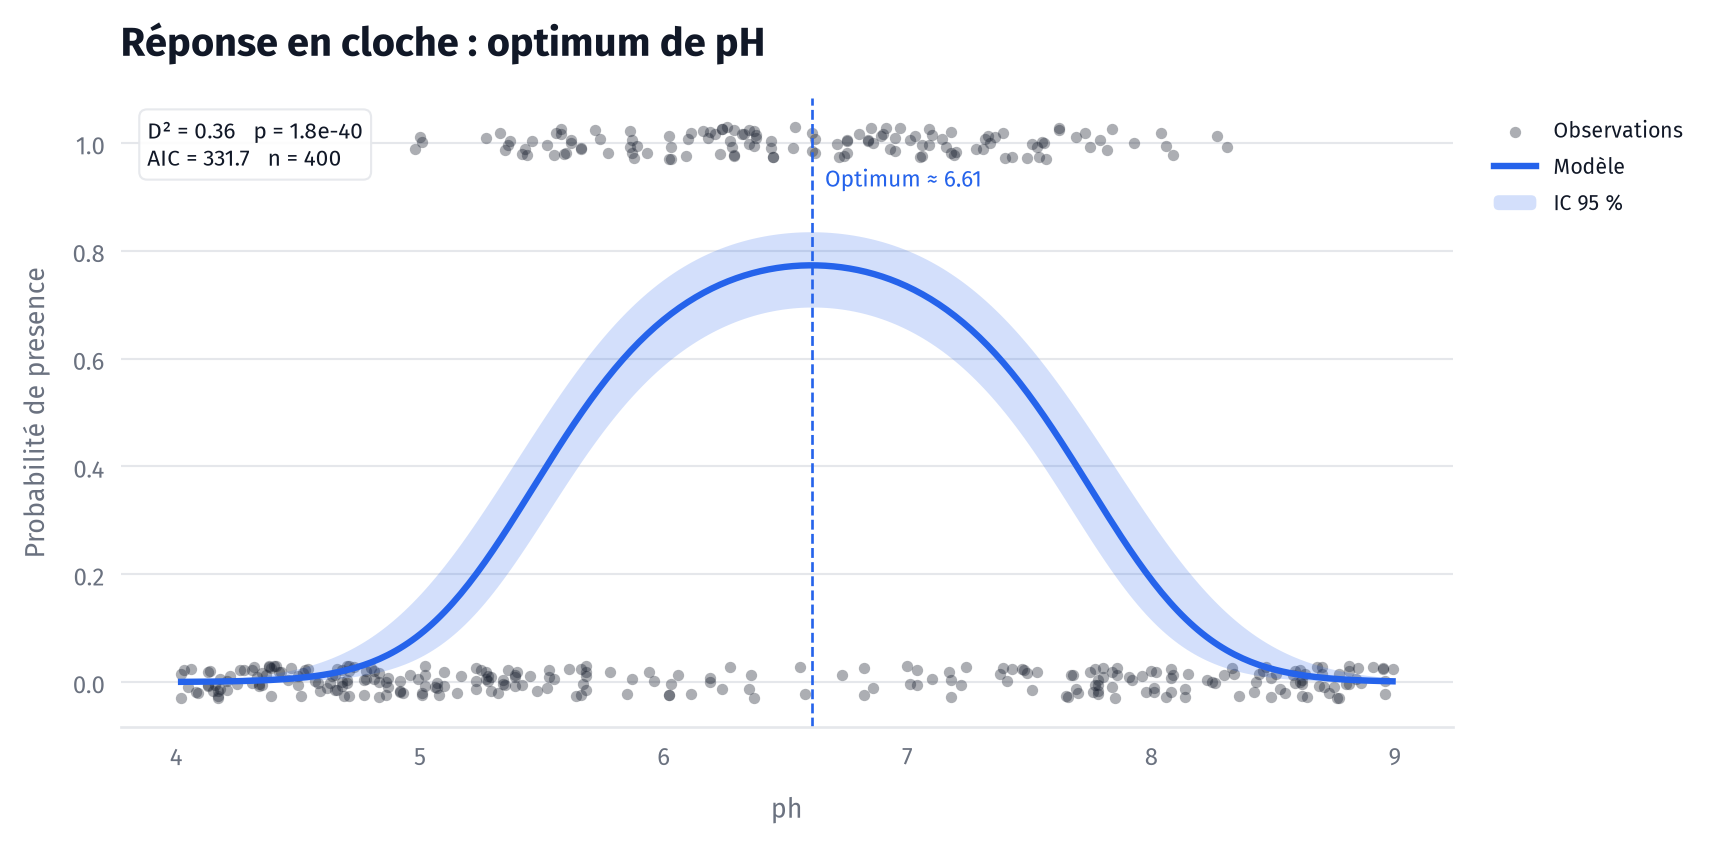 Réponse en cloche : optimum de pH
D² = 0.36 p = 1.8e-40
AIC = 331.7 n = 400
Optimum ≈ 6.61
Observations
Modèle
IC 95 %
Probabilité de presence
1.0
0.8
0.6
0.4
0.2
0.0
4 5 6 7 8 9
ph